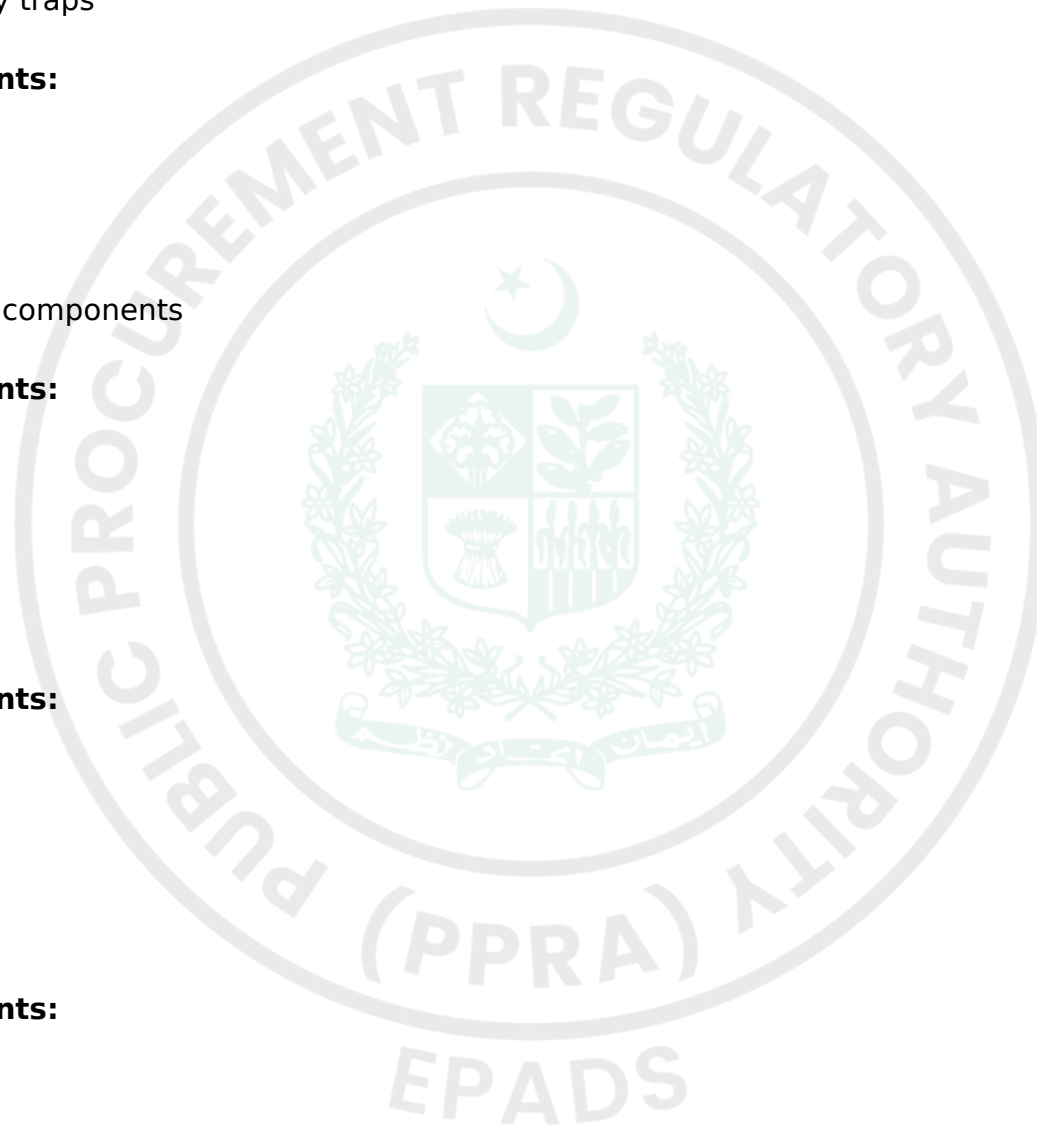 y traps
nts:
components
nts:
nts:
nts:
PUBLIC PROCUREMENT REGULATORY AUTHORITY
(PPRA)
EPADS